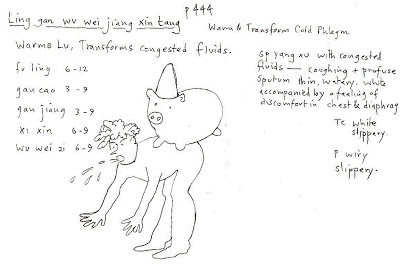 p 444
Ling gan wu wei jiang xin tang
Warm & Transform Cold Phlegm
Warms Lu, Transforms congested fluids.
fu ling 6-12
gan cao 3-9
gan jiang 3-9
xi xin 6-9
wu wei zi 6-9
sp yang xu with congested
fluids — coughing + profuse
sputum thin, watery, white
accompanied by a feeling of
discomfort in chest & diaphrag
Tc white
slippery.
P wiry
slippery.